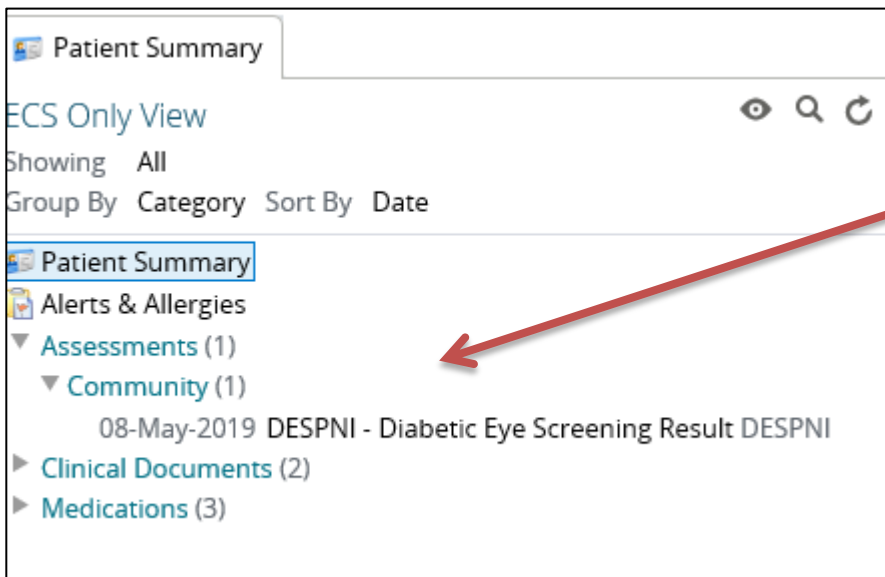 Patient Summary
ECS Only View
Showing All
Group By Category Sort By Date
Patient Summary
Alerts & Allergies
Assessments (1)
Community (1)
08-May-2019 DESPNI - Diabetic Eye Screening Result DESPNI
Clinical Documents (2)
Medications (3)